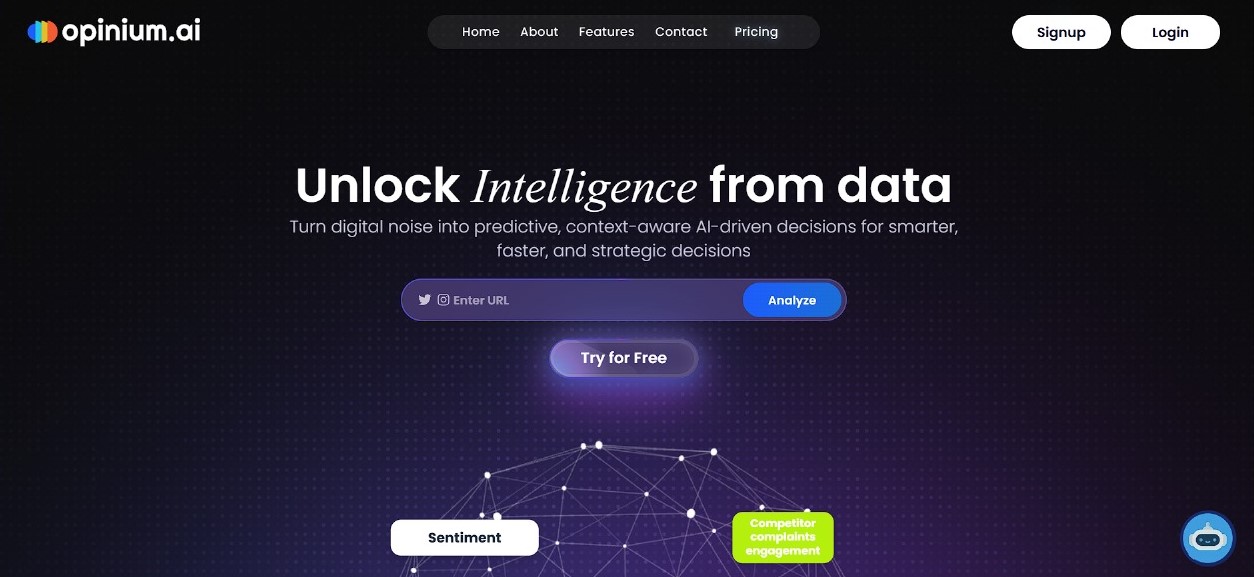 opinium.ai
Home About Features Contact Pricing
Signup Login
Unlock Intelligence from data
Turn digital noise into predictive, context-aware AI-driven decisions for smarter,
faster, and strategic decisions
Enter URL
Analyze
Try for Free
Sentiment
Competitor
complaints
engagement